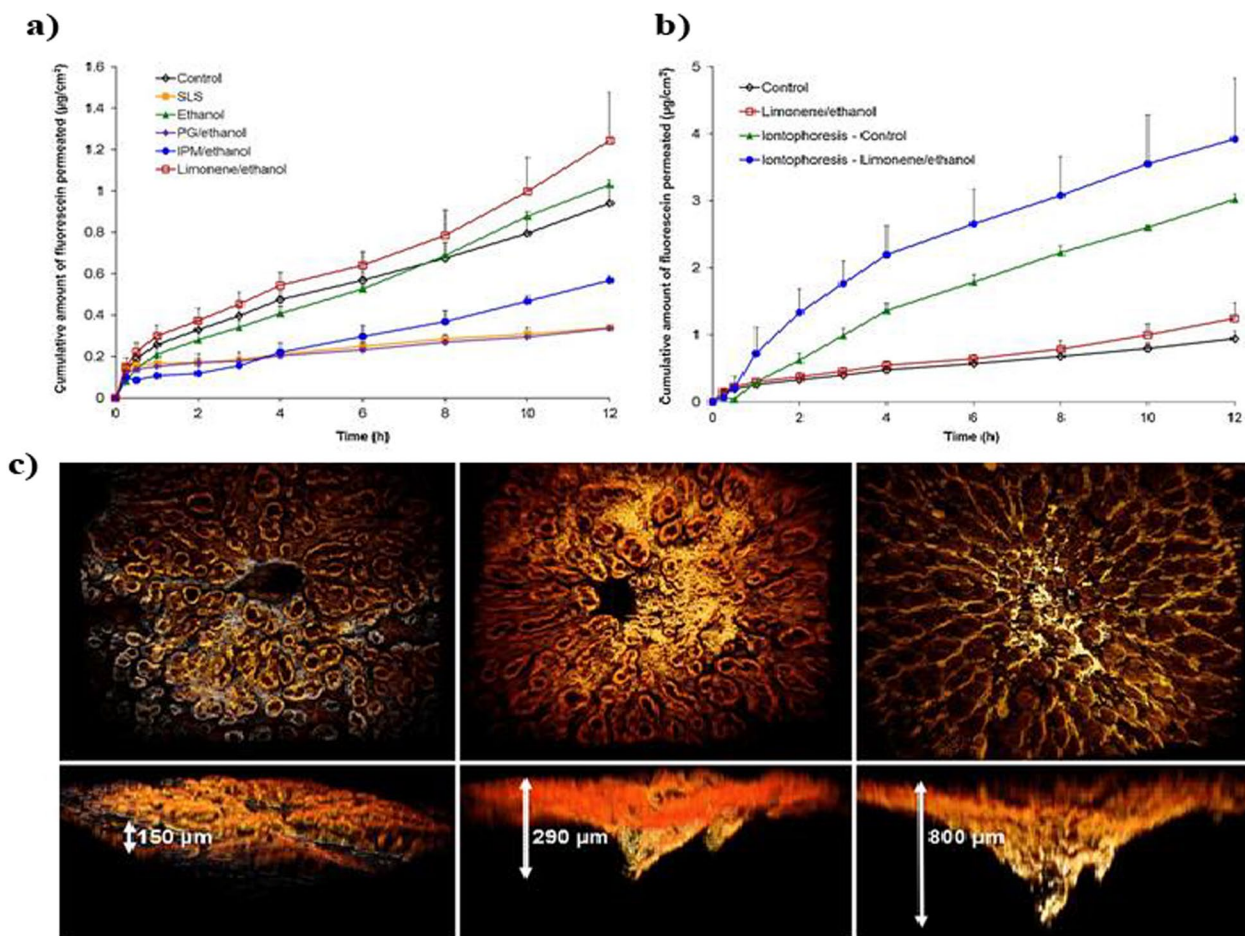 a)
Cumulative amount of fluorescein permeated (µg/cm²)
1.6
1.4
1.2
1
0.8
0.6
0.4
0.2
0
Control
SLS
Ethanol
PG/ethanol
IPM/ethanol
Limonene/ethanol
0 2 4 6 8 10 12
Time (h)
b)
Cumulative amount of fluorescein permeated (µg/cm²)
5
4
3
2
1
0
Control
Limonene/ethanol
Iontophoresis - Control
Iontophoresis - Limonene/ethanol
0 2 4 6 8 10 12
Time (h)
c)
150 µm
290 µm
800 µm